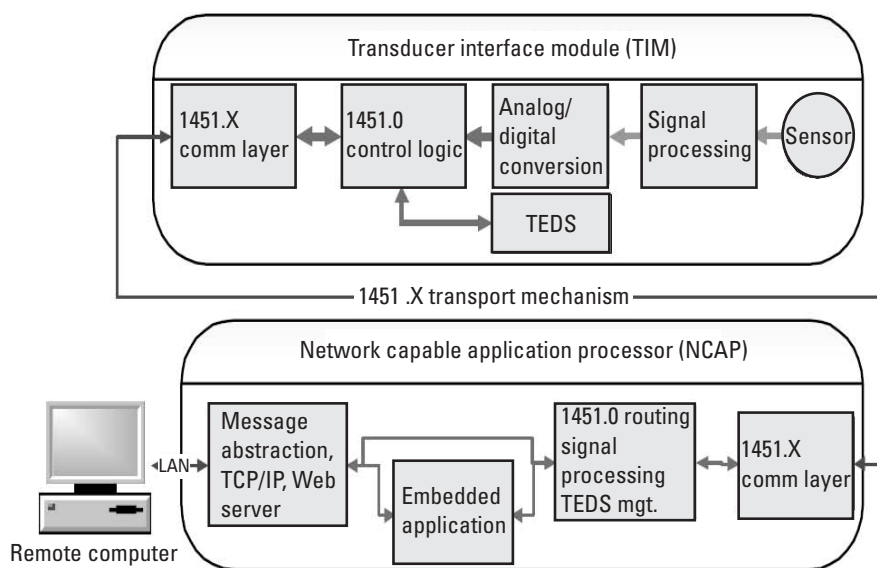 Transducer interface module (TIM)
1451.X
comm layer
1451.0
control logic
Analog/
digital
conversion
Signal
processing
Sensor
TEDS
1451 .X transport mechanism
Network capable application processor (NCAP)
Message
abstraction,
TCP/IP, Web
server
Embedded
application
1451.0 routing
signal
processing
TEDS mgt.
1451.X
comm layer
LAN
Remote computer